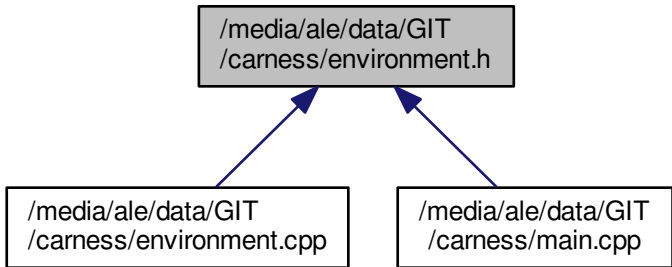 /media/ale/data/GIT
/carness/environment.h
/media/ale/data/GIT
/carness/environment.cpp
/media/ale/data/GIT
/carness/main.cpp